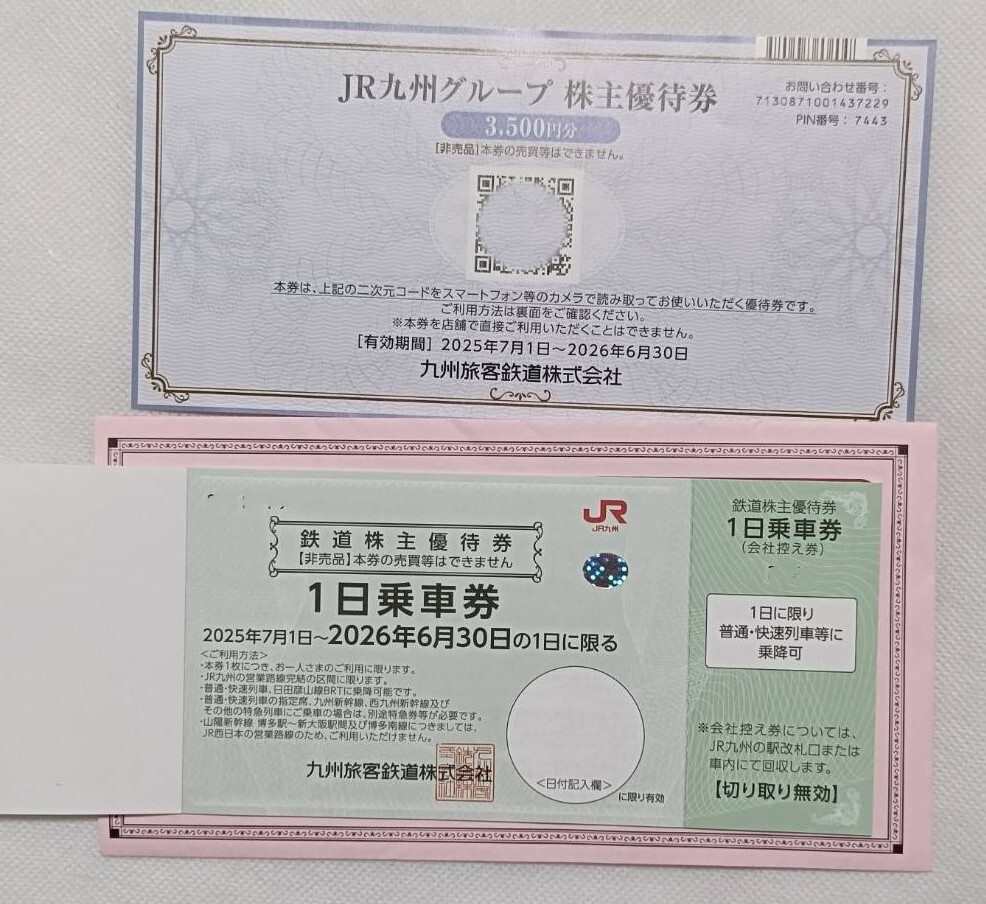 JR九州グループ 株主優待券
3,500円分
[非売品]本券の売買等はできません。
お問い合わせ番号：
7130871001437229
PIN番号：7443
本券は、上記の二次元コードをスマートフォン等のカメラで読み取ってお使いいただく優待券です。
ご利用方法は裏面をご確認ください。
※本券を店舗で直接ご利用いただくことはできません。
[有効期間] 2025年7月1日～2026年6月30日
九州旅客鉄道株式会社
鉄道株主優待券
【非売品】本券の売買等はできません
JR
JR九州
1日乗車券
2025年7月1日～2026年6月30日の1日に限る
＜ご利用方法＞
・本券1枚につき、お一人さまのご利用に限ります。
・JR九州の営業路線完結の区間に限ります。
・普通・快速列車、日田彦山線BRTに乗降可能です。
・普通・快速列車の指定席、九州新幹線、西九州新幹線及び
その他の特急列車にご乗車の場合は、別途特急券等が必要です。
・山陽新幹線 博多駅～新大阪駅間及び博多南線につきましては、
JR西日本の営業路線のため、ご利用いただけません。
九州旅客鉄道株式会社
＜日付記入欄＞
に限り有効
鉄道株主優待券
1日乗車券
(会社控え券)
1日に限り
普通・快速列車等に
乗降可
※会社控え券については、
JR九州の駅改札口または
車内にて回収します。
【切り取り無効】